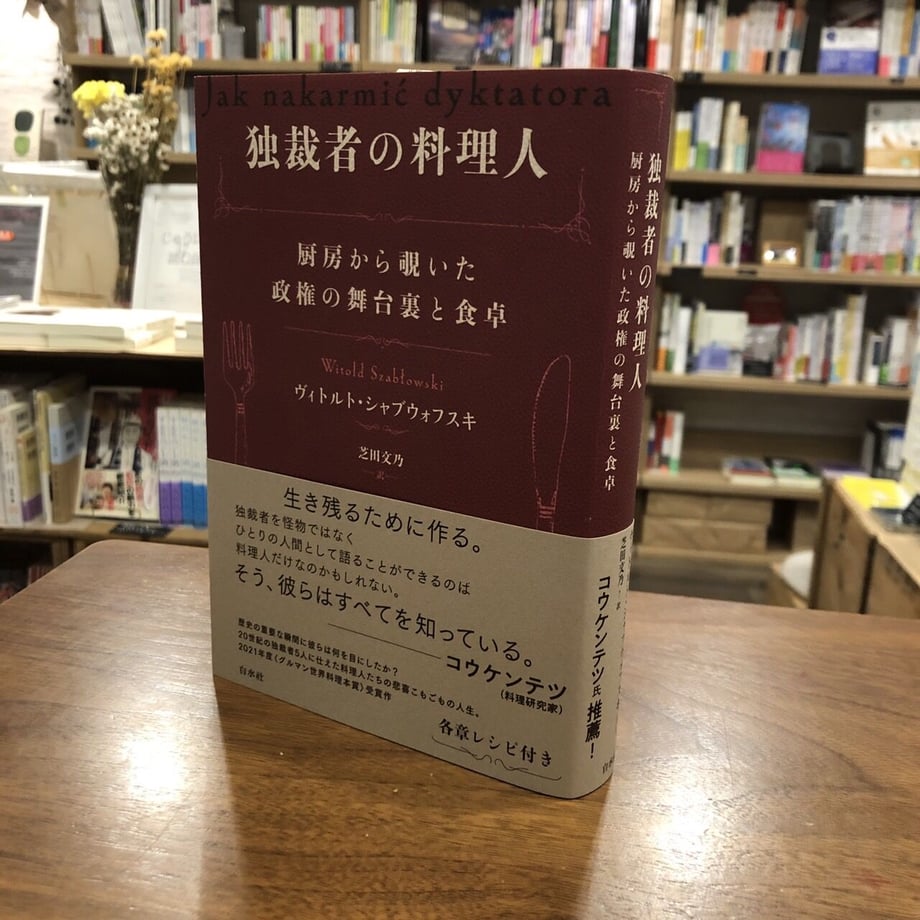 Jak nakarmić dyktatora
独裁者の料理人
厨房から覗いた
政権の舞台裏と食卓
Witold Szabłowski
ヴィトルト・シャブウォフスキ
芝田文乃
訳
生き残るために作る。
独裁者を怪物ではなく
ひとりの人間として語ることができるのは
料理人だけなのかもしれない。
そう、彼らはすべてを知っている。
コウケンテツ
(料理研究家)
歴史の重要な瞬間に彼らは何を目にしたか？
20世紀の独裁者5人に仕えた料理人たちの悲喜こもごもの人生。
2021年度〈グルマン世界料理本賞〉受賞作
白水社
各章レシピ付き
独裁者の料理人
厨房から覗いた政権の舞台裏と食卓
芝田文乃・訳
コウケンテツ氏推薦！
白水社